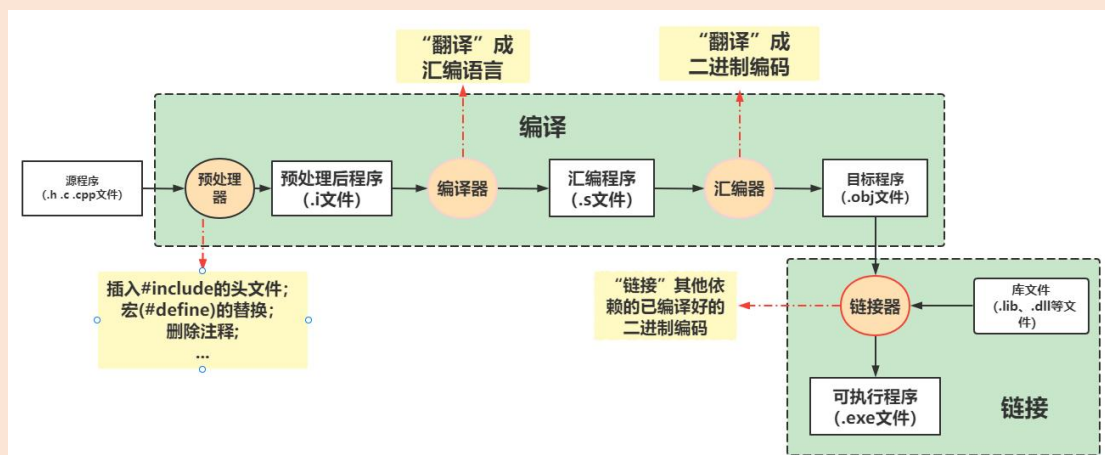 “翻译”成
汇编语言
“翻译”成
二进制编码
编译
源程序
(.h .c .cpp文件)
预处理
器
预处理后程序
(.i文件)
编译器
汇编程序
(.s文件)
汇编器
目标程序
(.obj文件)
插入#include的头文件；
宏(#define)的替换；
删除注释;
...
“链接”其他依
赖的已编译好的
二进制编码
链接器
库文件
(.lib、.dll等文
件)
可执行程序
(.exe文件)
链接